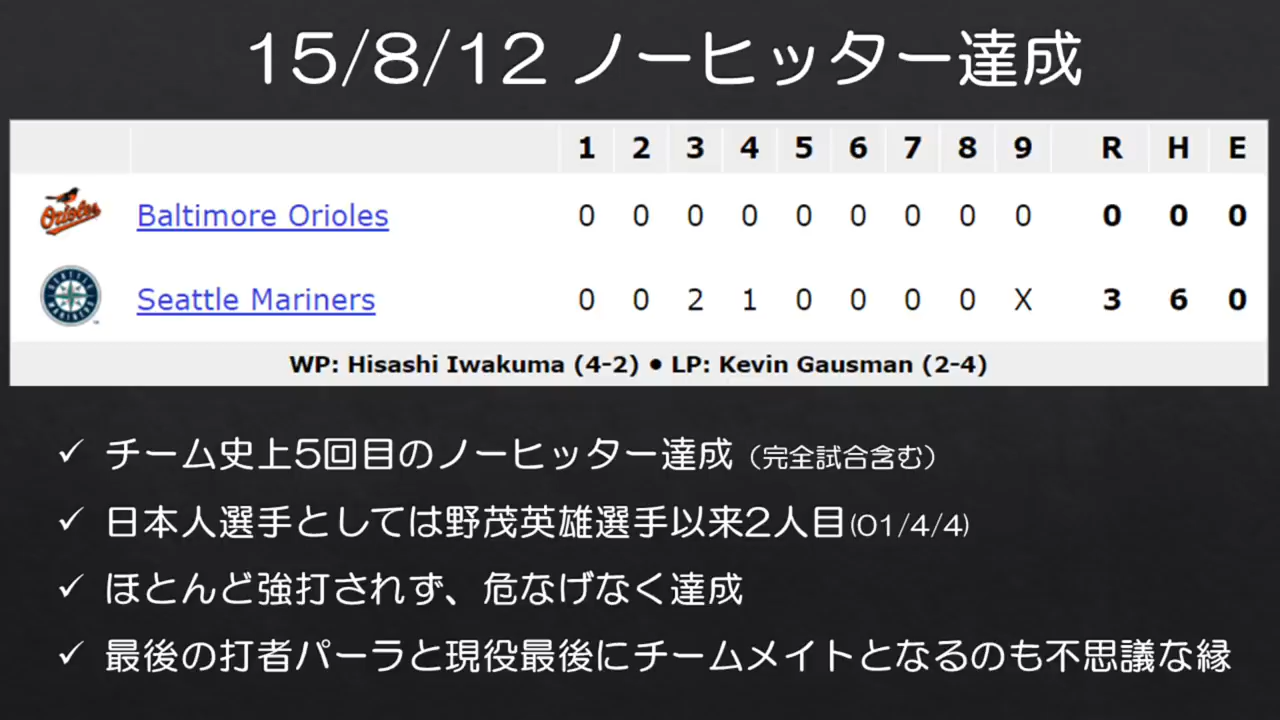 15/8/12 ノーヒッター達成
1 2 3 4 5 6 7 8 9 R H E
Orioles Baltimore Orioles 0 0 0 0 0 0 0 0 0 0 0 0
Seattle Mariners 0 0 2 1 0 0 0 0 X 3 6 0
WP: Hisashi Iwakuma (4-2) ● LP: Kevin Gausman (2-4)
✓ チーム史上5回目のノーヒッター達成（完全試合含む）
✓ 日本人選手としては野茂英雄選手以来2人目(01/4/4)
✓ ほとんど強打されず、危なげなく達成
✓ 最後の打者パーラと現役最後にチームメイトとなるのも不思議な縁